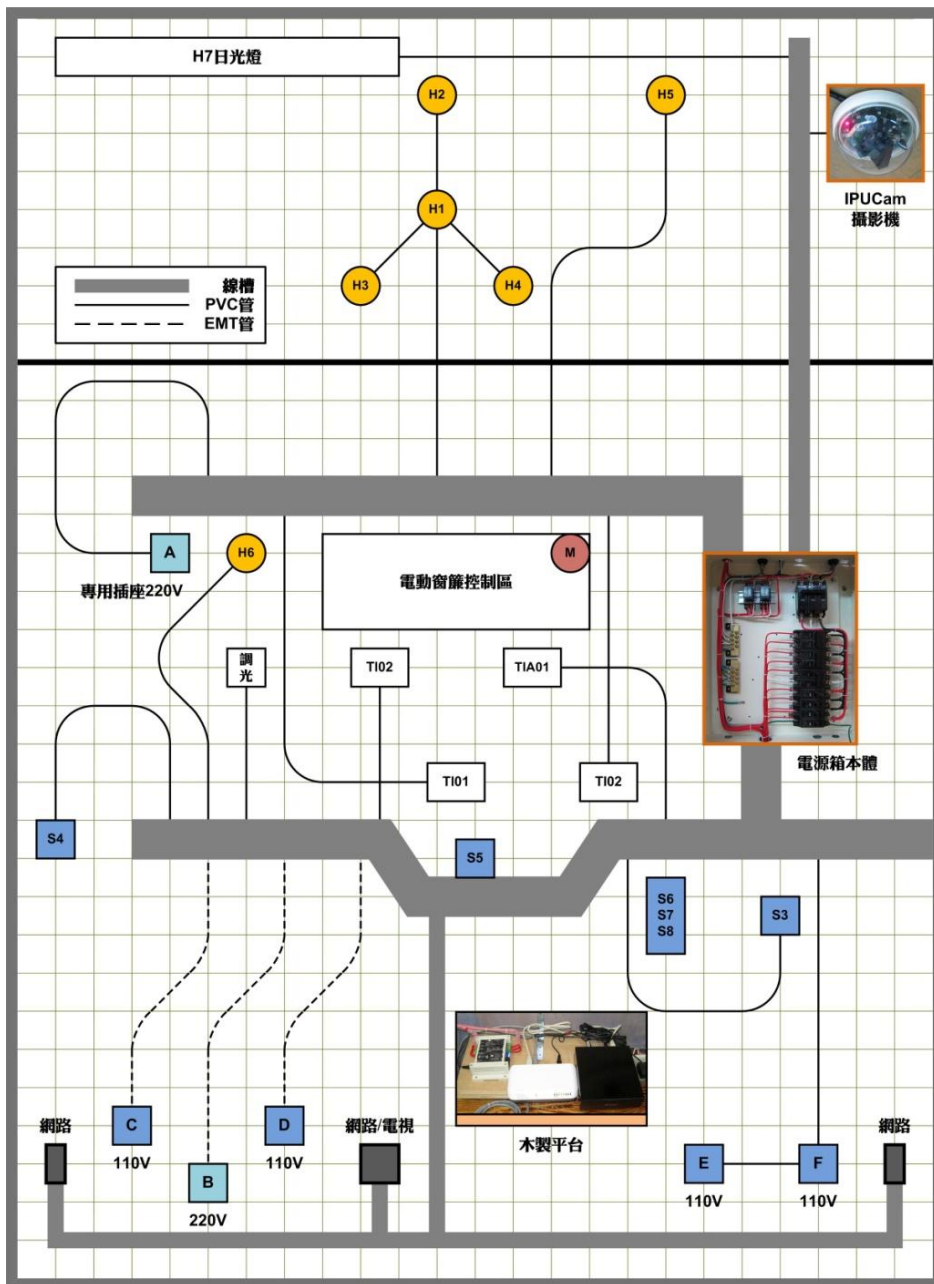 H7日光燈
H2
H5
IPUCam
攝影機
H1
H3
H4
線槽
PVC管
EMT管
A
專用插座220V
H6
電動窗簾控制區
M
調
光
TI02
TIA01
電源箱本體
TI01
TI02
S4
S5
S6
S7
S8
S3
網路
C
110V
B
220V
D
110V
網路/電視
木製平台
E
110V
F
110V
網路